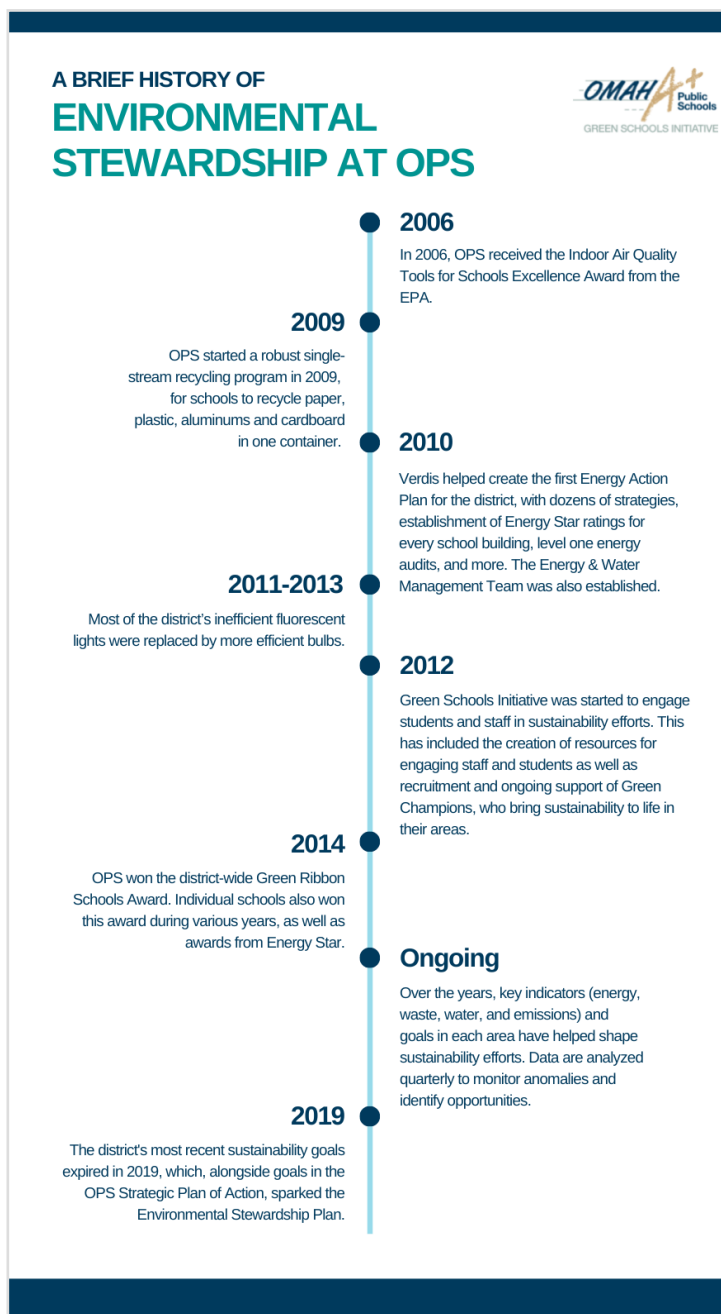 A BRIEF HISTORY OF
ENVIRONMENTAL
STEWARDSHIP AT OPS
OMAHA
Public
Schools
GREEN SCHOOLS INITIATIVE
2006
In 2006, OPS received the Indoor Air Quality
Tools for Schools Excellence Award from the
EPA.
2009
OPS started a robust single-
stream recycling program in 2009,
for schools to recycle paper,
plastic, aluminums and cardboard
in one container.
2010
Verdis helped create the first Energy Action
Plan for the district, with dozens of strategies,
establishment of Energy Star ratings for
every school building, level one energy
audits, and more. The Energy & Water
Management Team was also established.
2011-2013
Most of the district's inefficient fluorescent
lights were replaced by more efficient bulbs.
2012
Green Schools Initiative was started to engage
students and staff in sustainability efforts. This
has included the creation of resources for
engaging staff and students as well as
recruitment and ongoing support of Green
Champions, who bring sustainability to life in
their areas.
2014
OPS won the district-wide Green Ribbon
Schools Award. Individual schools also won
this award during various years, as well as
awards from Energy Star.
Ongoing
Over the years, key indicators (energy,
waste, water, and emissions) and
goals in each area have helped shape
sustainability efforts. Data are analyzed
quarterly to monitor anomalies and
identify opportunities.
2019
The district's most recent sustainability goals
expired in 2019, which, alongside goals in the
OPS Strategic Plan of Action, sparked the
Environmental Stewardship Plan.